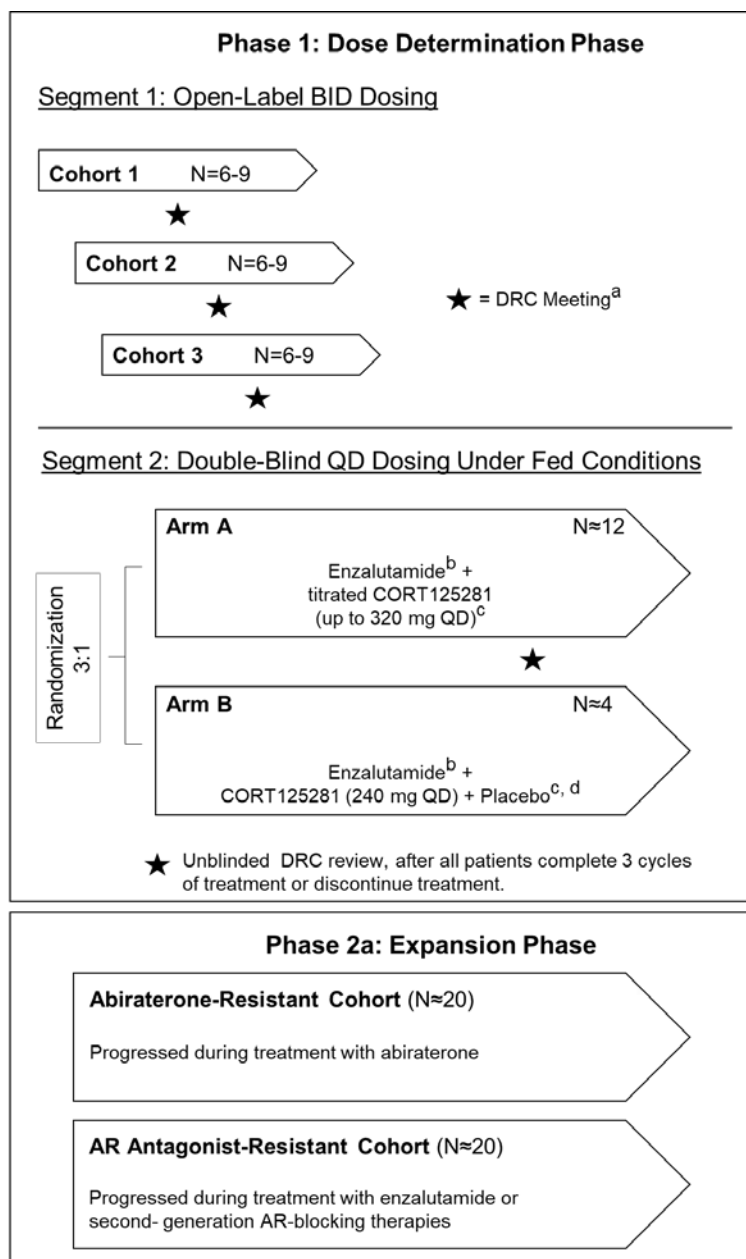 Phase 1: Dose Determination Phase
Segment 1: Open-Label BID Dosing
Cohort 1 N=6-9
★
Cohort 2 N=6-9
★ = DRC Meetingᵃ
★
Cohort 3 N=6-9
★
Segment 2: Double-Blind QD Dosing Under Fed Conditions
Randomization
3:1
Arm A N≈12
Enzalutamideᵇ +
titrated CORT125281
(up to 320 mg QD)ᶜ
★
Arm B N≈4
Enzalutamideᵇ +
CORT125281 (240 mg QD) + Placeboᶜ, ᵈ
★ Unblinded DRC review, after all patients complete 3 cycles
of treatment or discontinue treatment.
Phase 2a: Expansion Phase
Abiraterone-Resistant Cohort (N≈20)
Progressed during treatment with abiraterone
AR Antagonist-Resistant Cohort (N≈20)
Progressed during treatment with enzalutamide or
second- generation AR-blocking therapies